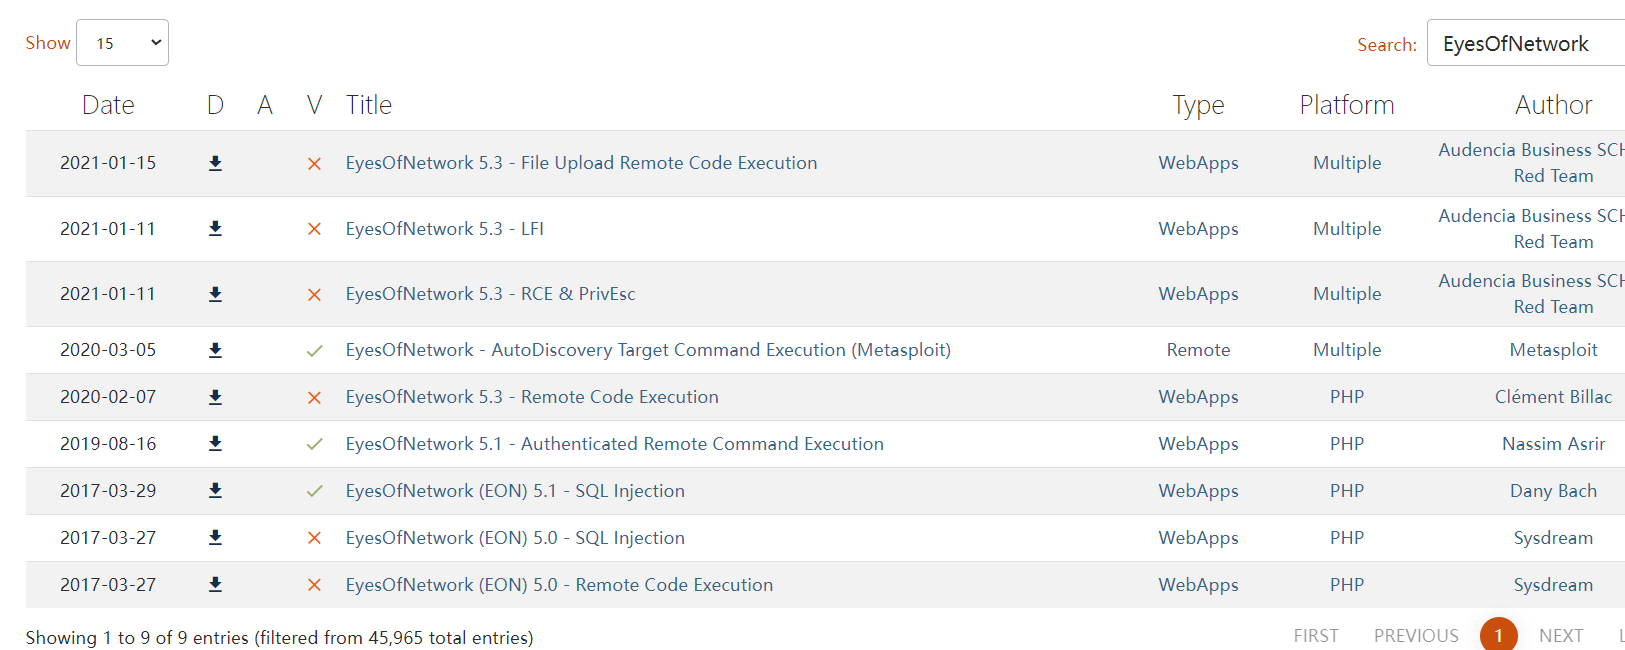 Show 15 Search: EyesOfNetwork
Date D A V Title Type Platform Author
2021-01-15 EyesOfNetwork 5.3 - File Upload Remote Code Execution WebApps Multiple Audencia Business SCH
Red Team
2021-01-11 EyesOfNetwork 5.3 - LFI WebApps Multiple Audencia Business SCH
Red Team
2021-01-11 EyesOfNetwork 5.3 - RCE & PrivEsc WebApps Multiple Audencia Business SCH
Red Team
2020-03-05 EyesOfNetwork - AutoDiscovery Target Command Execution (Metasploit) Remote Multiple Metasploit
2020-02-07 EyesOfNetwork 5.3 - Remote Code Execution WebApps PHP Clément Billac
2019-08-16 EyesOfNetwork 5.1 - Authenticated Remote Command Execution WebApps PHP Nassim Asrir
2017-03-29 EyesOfNetwork (EON) 5.1 - SQL Injection WebApps PHP Dany Bach
2017-03-27 EyesOfNetwork (EON) 5.0 - SQL Injection WebApps PHP Sysdream
2017-03-27 EyesOfNetwork (EON) 5.0 - Remote Code Execution WebApps PHP Sysdream
Showing 1 to 9 of 9 entries (filtered from 45,965 total entries) FIRST PREVIOUS 1 NEXT